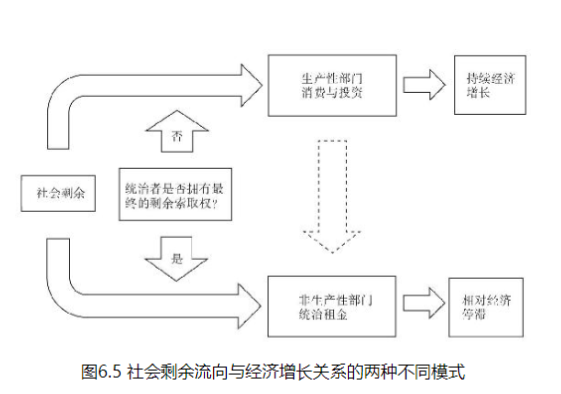 生产性部门
消费与投资
持续经济
增长
否
社会剩余
统治者是否拥有最
终的剩余索取权?
是
非生产性部门
统治租金
相对经济
停滞
图6.5 社会剩余流向与经济增长关系的两种不同模式